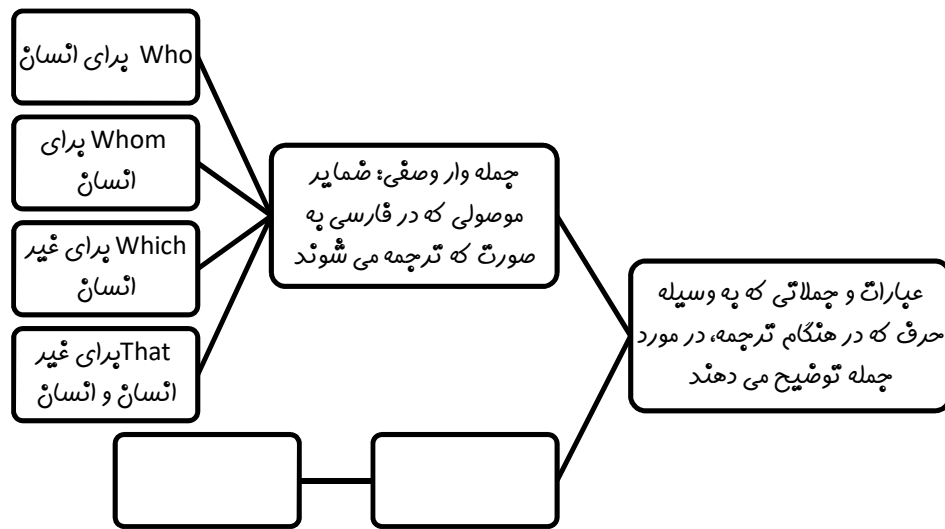 عبارات و جملاتی که به وسیله
حرف که در هنگام ترجمه، در مورد
جمله توضیح می دهند
جمله وار وصفی: ضمایر
موصولی که در فارسی به
صورت که ترجمه می شوند
Who برای انسان
Whom برای
انسان
Which برای غیر
انسان
That برای غیر
انسان و انسان